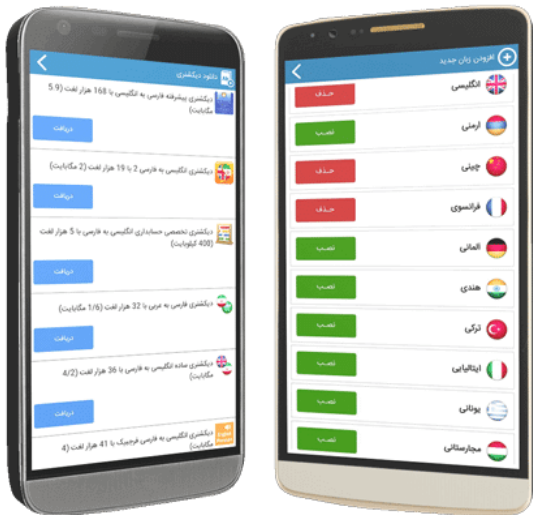 دانلود دیکشنری
دیکشنری پیشرفته فارسی به انگلیسی با 168 هزار لغت (5.9
مگابایت)
دریافت
دیکشنری انگلیسی به فارسی 2 با 19 هزار لغت (2 مگابایت)
دریافت
دیکشنری تخصصی حسابداری انگلیسی به فارسی با 5 هزار لغت
(400 کیلوبایت)
دریافت
دیکشنری فارسی به عربی با 32 هزار لغت (1/6 مگابایت)
دریافت
دیکشنری ساده انگلیسی به فارسی با 36 هزار لغت (4/2
مگابایت)
دریافت
دیکشنری انگلیسی به فارسی فرجبیک با 41 هزار لغت (4
مگابایت)
افزودن زبان جدید
انگلیسی
حذف
ارمنی
نصب
چینی
حذف
فرانسوی
حذف
المانی
نصب
هندی
نصب
ترکی
نصب
ایتالیایی
نصب
یونانی
نصب
مجارستانی
نصب